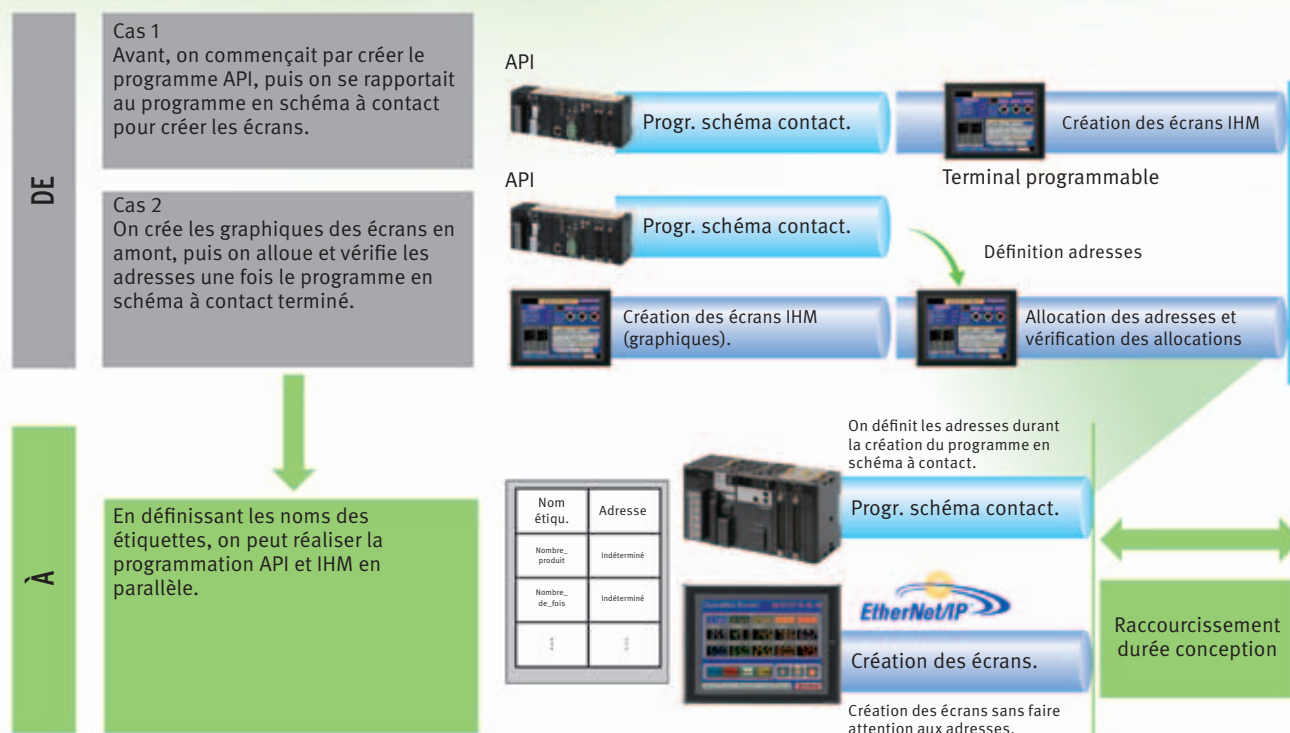 DE
Cas 1
Avant, on commençait par créer le
programme API, puis on se rapportait
au programme en schéma à contact
pour créer les écrans.
API
Progr. schéma contact.
Création des écrans IHM
Terminal programmable
Cas 2
On crée les graphiques des écrans en
amont, puis on alloue et vérifie les
adresses une fois le programme en
schéma à contact terminé.
API
Progr. schéma contact.
Définition adresses
Création des écrans IHM
(graphiques).
Allocation des adresses et
vérification des allocations
À
En définissant les noms des
étiquettes, on peut réaliser la
programmation API et IHM en
parallèle.
Nom
étiqu.
Adresse
Nombre_
produit
Indéterminé
Nombre_
de_fois
Indéterminé
On définit les adresses durant
la création du programme en
schéma à contact.
Progr. schéma contact.
EtherNet/IP
Création des écrans.
Création des écrans sans faire
attention aux adresses.
Raccourcissement
durée conception